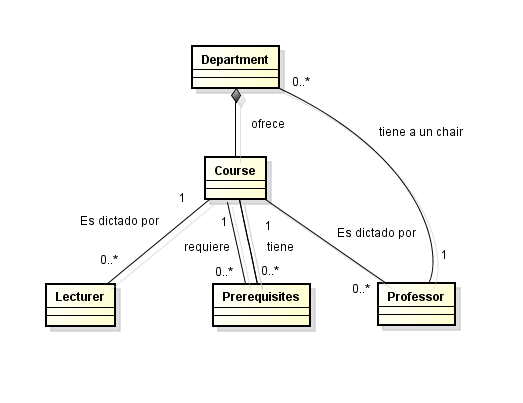 Department
0..*
ofrece
tiene a un chair
Course
1
Es dictado por
1
1
requiere
tiene
Es dictado por
0..*
0..*
0..*
0..*
1
Lecturer
Prerequisites
Professor